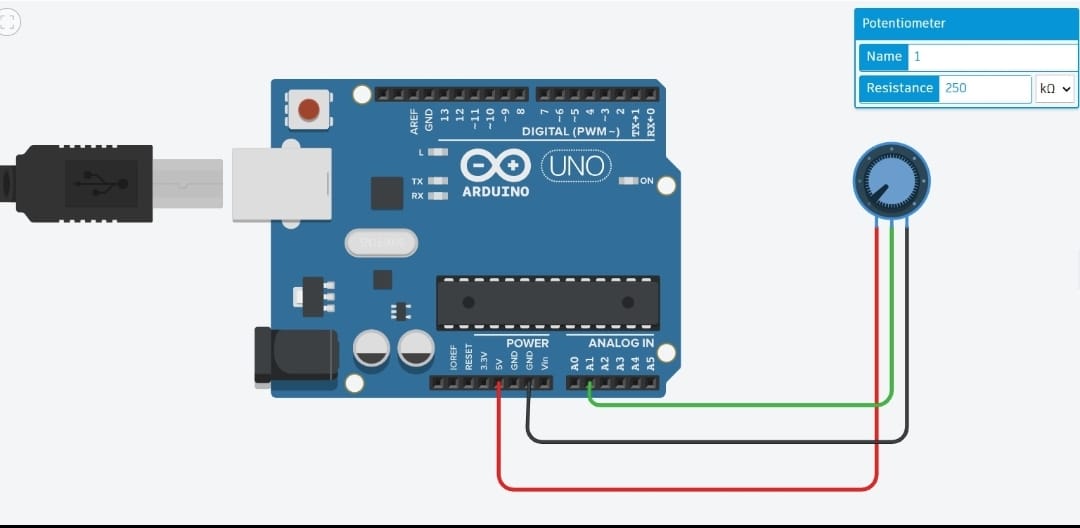 Potentiometer
Name 1
Resistance 250 kΩ
AREF
GND
13
12
~11
~10
~9
8
7
~6
~5
4
~3
2
TX→1
RX←0
DIGITAL (PWM~)
L
TX
RX
ARDUINO
UNO
ON
POWER
ANALOG IN
IOREF
RESET
3.3V
5V
GND
GND
Vin
A0
A1
A2
A3
A4
A5